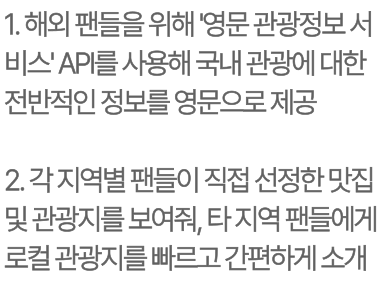 1. 해외 팬들을 위해 '영문 관광정보 서
비스' API를 사용해 국내 관광에 대한
전반적인 정보를 영문으로 제공
2. 각 지역별 팬들이 직접 선정한 맛집
및 관광지를 보여줘, 타 지역 팬들에게
로컬 관광지를 빠르고 간편하게 소개